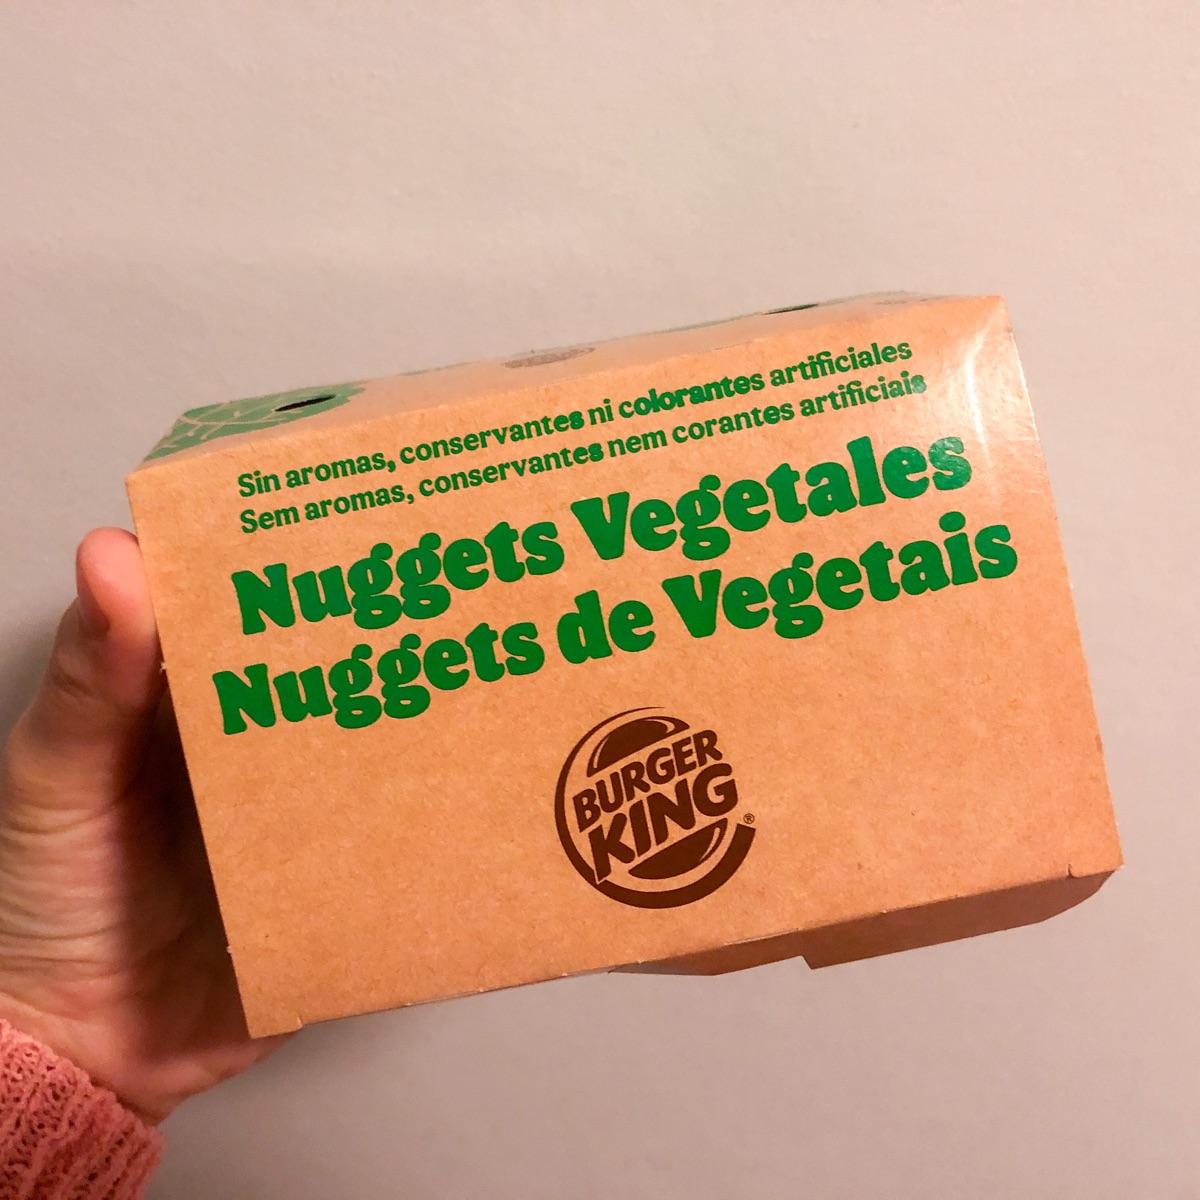 Sin aromas, conservantes ni colorantes artificiales
Sem aromas, conservantes nem corantes artificiais
Nuggets Vegetales
Nuggets de Vegetais
BURGER
KING®